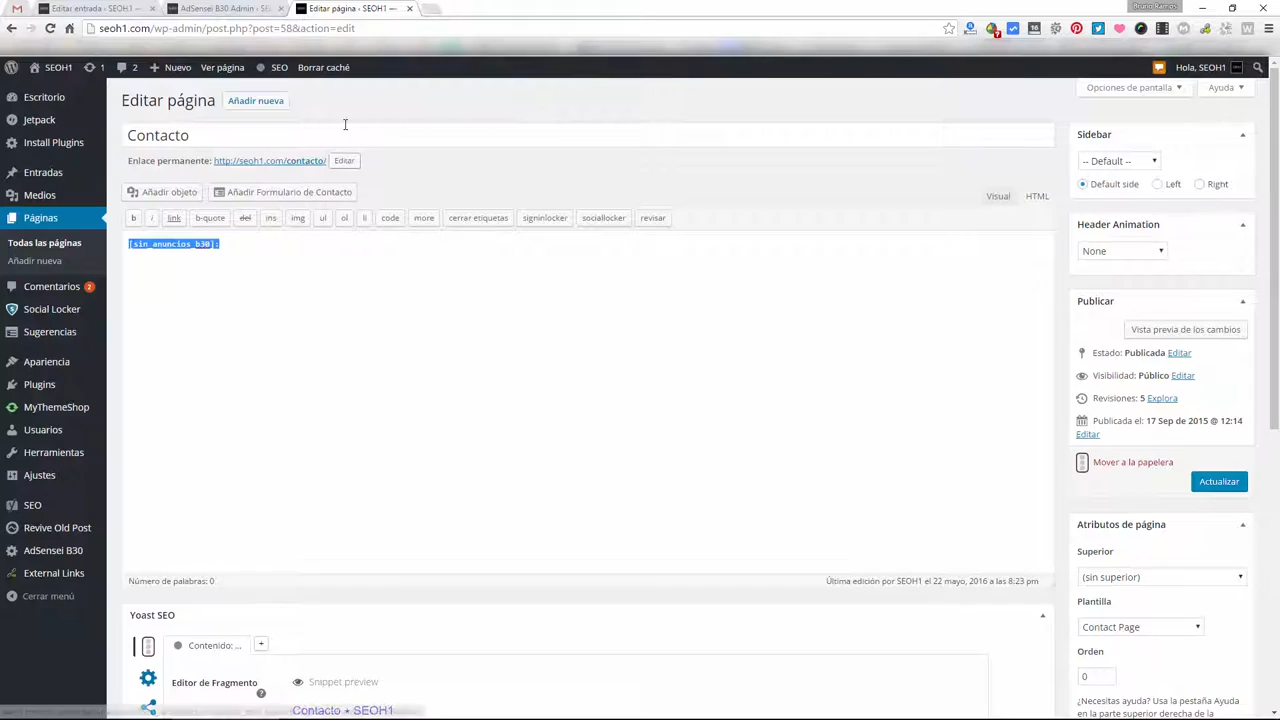 Bruno Ramos
Editar entrada - SEOH1 —
AdSensei B30 Admin - SEO
Editar página - SEOH1 —
seoh1.com/wp-admin/post.php?post=58&action=edit
SEOH1 1 2 Nuevo Ver página SEO Borrar caché Hola, SEOH1
Opciones de pantalla Ayuda
Escritorio
Jetpack
Install Plugins
Entradas
Medios
Páginas
Todas las páginas
Añadir nueva
Comentarios 2
Social Locker
Sugerencias
Apariencia
Plugins
MyThemeShop
Usuarios
Herramientas
Ajustes
SEO
Revive Old Post
AdSensei B30
External Links
Cerrar menú
Editar página Añadir nueva
Contacto
Enlace permanente: http://seoh1.com/contacto/ Editar
Añadir objeto Añadir Formulario de Contacto
Visual HTML
b i link b-quote del ins img ul ol li code more cerrar etiquetas signinlocker sociallocker revisar
[sin_anuncios_b30];
Número de palabras: 0
Última edición por SEOH1 el 22 mayo, 2016 a las 8:23 pm
Yoast SEO
Contenido: ... +
Editor de Fragmento ? Snippet preview
Contacto • SEOH1
Sidebar
-- Default --
Default side Left Right
Header Animation
None
Publicar
Vista previa de los cambios
Estado: Publicada Editar
Visibilidad: Público Editar
Revisiones: 5 Explora
Publicada el: 17 Sep de 2015 @ 12:14
Editar
Mover a la papelera
Actualizar
Atributos de página
Superior
(sin superior)
Plantilla
Contact Page
Orden
0
¿Necesitas ayuda? Usa la pestaña Ayuda
en la parte superior derecha de la